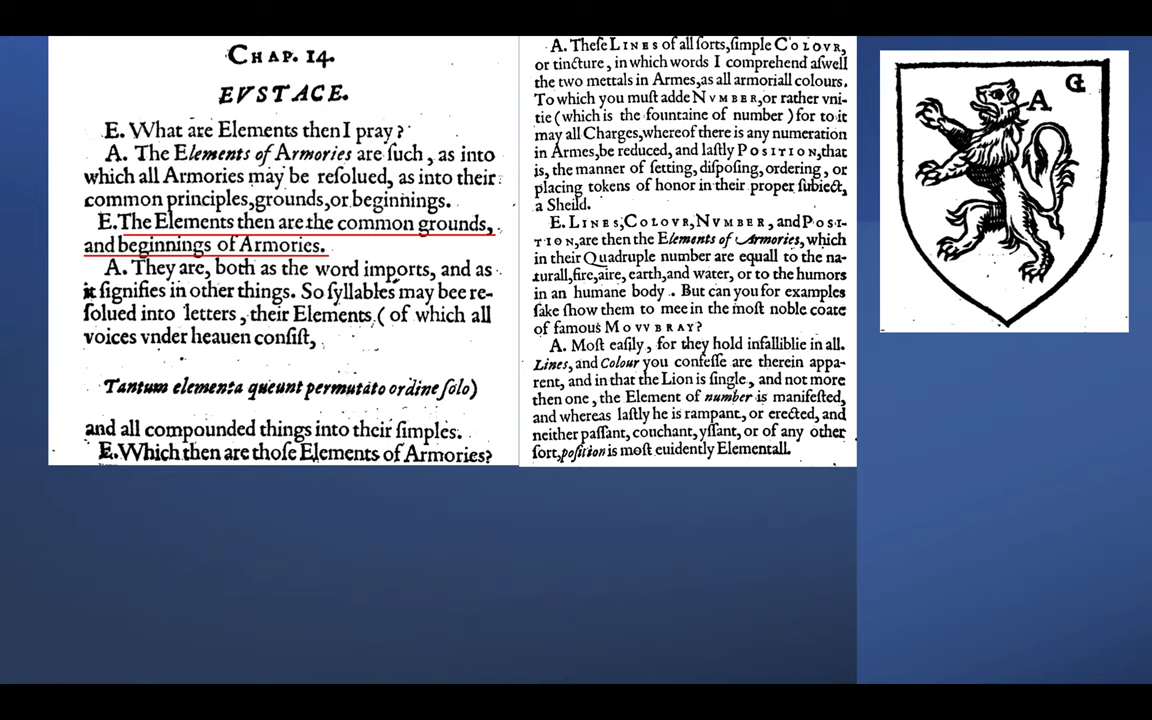 CHAP. 14.
EVSTACE.
E. What are Elements then I pray?
A. The Elements of Armories are ſuch, as into
which all Armories may be reſolued, as into their
common principles, grounds, or beginnings.
E. The Elements then are the common grounds,
and beginnings of Armories.
A. They are, both as the word imports, and as
it ſignifies in other things. So ſyllables may bee re-
ſolued into letters, their Elements (of which all
voices vnder heauen conſiſt,
Tantum elementa queunt permutato ordine ſolo)
and all compounded things into their ſimples.
E. Which then are thoſe Elements of Armories?
A. Theſe LINES of all ſorts, ſimple COLOVR,
or tincture, in which words I comprehend aſwell
the two mettals in Armes, as all armoriall colours.
To which you muſt adde NVMBER, or rather vni-
tie (which is the fountaine of number) for to it
may all Charges, whereof there is any numeration
in Armes, be reduced, and laſtly POSITION, that
is, the manner of ſetting, diſpoſing, ordering, or
placing tokens of honor in their proper ſubiect,
a Sheild.
E. LINES, COLOVR, NVMBER, and POSI-
TION, are then the Elements of Armories, which
in their Quadruple number are equall to the na-
turall, fire, aire, earth, and water, or to the humors
in an humane body. But can you for examples
ſake ſhow them to mee in the moſt noble coate
of famous MOVVBRAY?
A. Moſt eaſily, for they hold infalliblie in all.
Lines, and Colour you confeſſe are therein appa-
rent, and in that the Lion is ſingle, and not more
then one, the Element of number is manifeſted,
and whereas laſtly he is rampant, or erected, and
neither paſſant, couchant, yſſant, or of any other
ſort, poſition is moſt euidently Elementall.
G
A